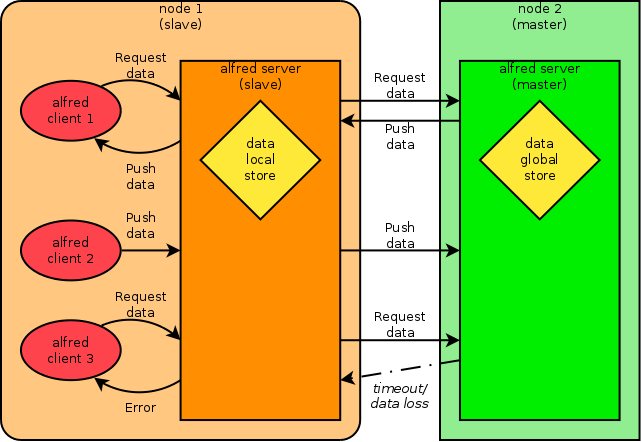 node 1
(slave)
node 2
(master)
Request
data
alfred server
(slave)
Request
data
alfred server
(master)
alfred
client 1
Push
data
data
local
store
Push
data
data
global
store
Push
data
alfred
client 2
Push
data
Request
data
alfred
client 3
Error
Request
data
timeout/
data loss